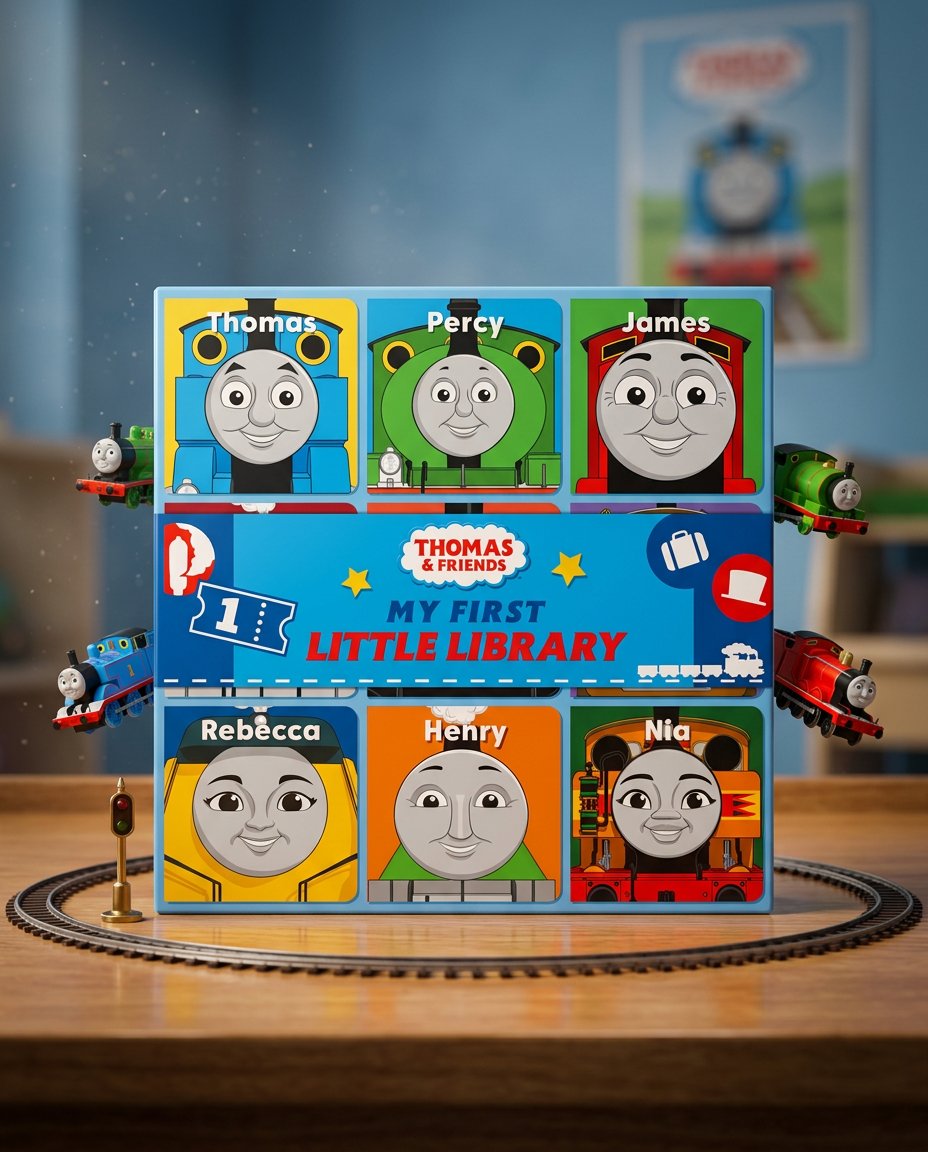 Thomas
Percy
James
THOMAS
& FRIENDS
1
MY FIRST
LITTLE LIBRARY
Rebecca
Henry
Nia